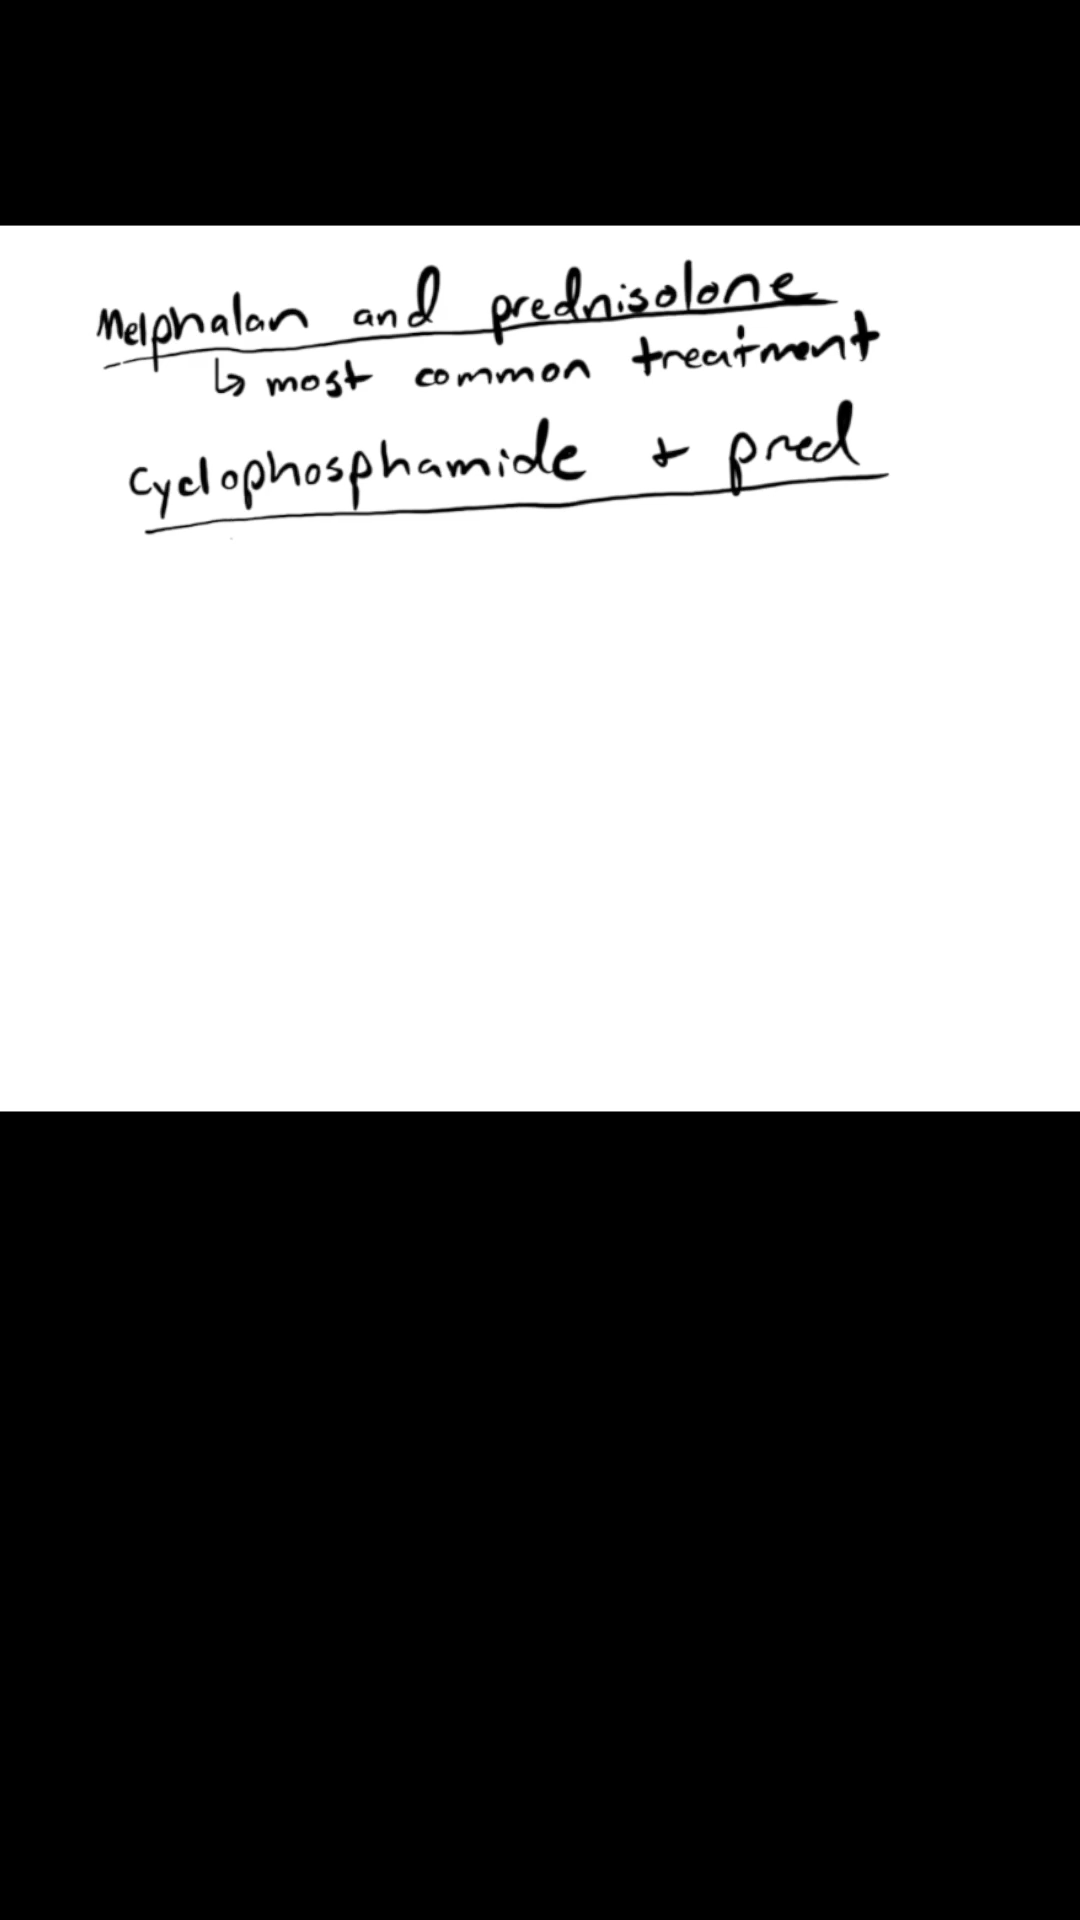 Melphalan and prednisolone
↳ most common treatment
cyclophosphamide + pred